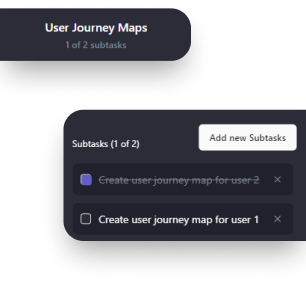 User Journey Maps
1 of 2 subtasks
Add new Subtasks
Subtasks (1 of 2)
Create user journey map for user 2
Create user journey map for user 1